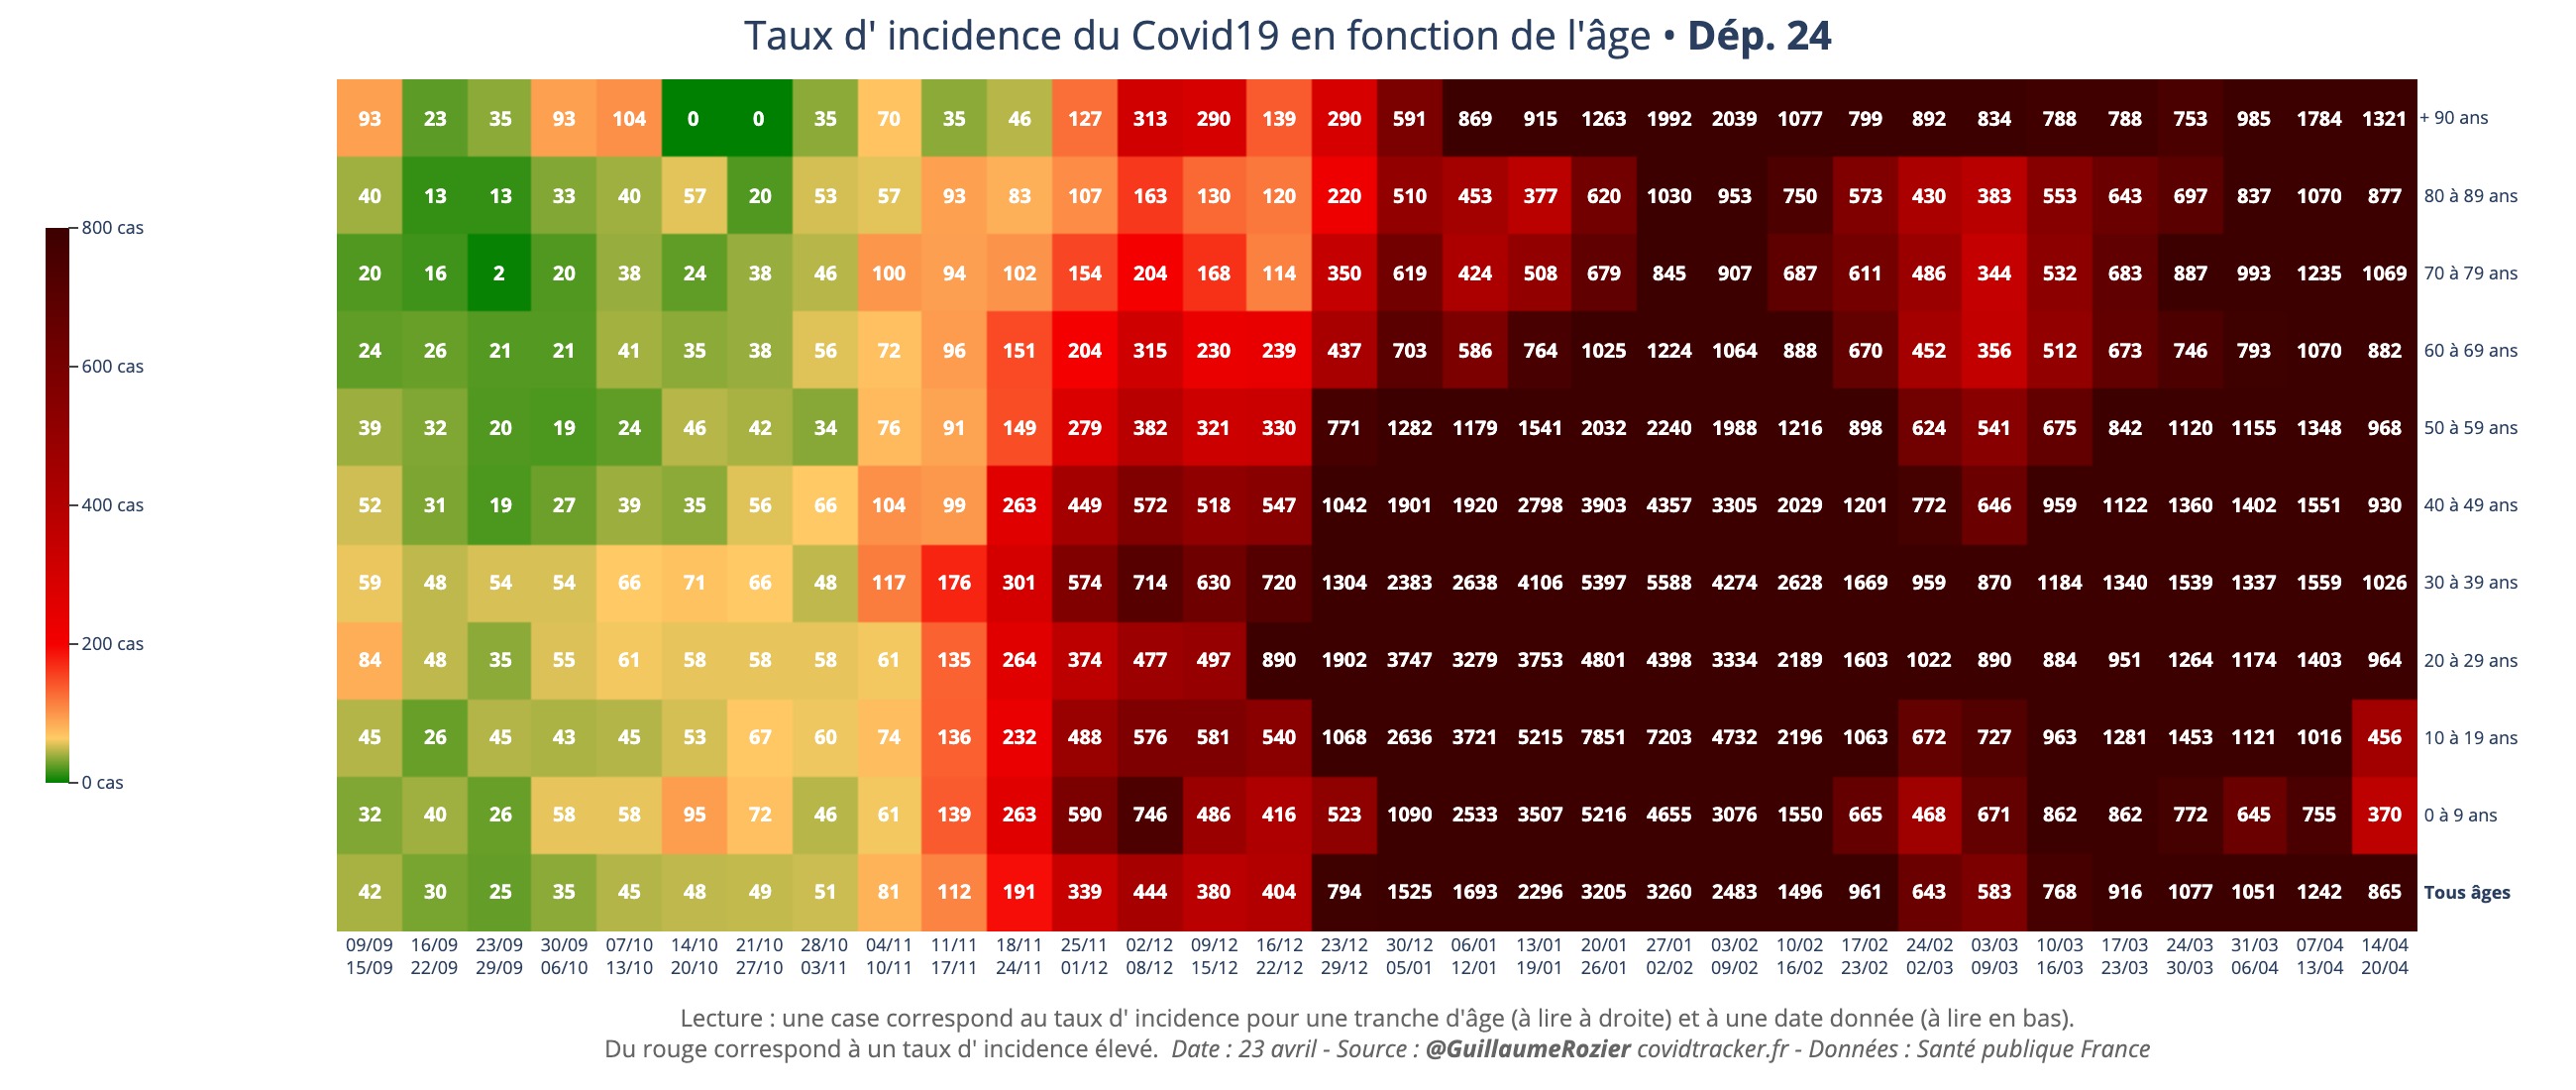 Taux d' incidence du Covid19 en fonction de l'âge • Dép. 24
800 cas
600 cas
400 cas
200 cas
0 cas
93 23 35 93 104 0 0 35 70 35 46 127 313 290 139 290 591 869 915 1263 1992 2039 1077 799 892 834 788 788 753 985 1784 1321 + 90 ans
40 13 13 33 40 57 20 53 57 93 83 107 163 130 120 220 510 453 377 620 1030 953 750 573 430 383 553 643 697 837 1070 877 80 à 89 ans
20 16 2 20 38 24 38 46 100 94 102 154 204 168 114 350 619 424 508 679 845 907 687 611 486 344 532 683 887 993 1235 1069 70 à 79 ans
24 26 21 21 41 35 38 56 72 96 151 204 315 230 239 437 703 586 764 1025 1224 1064 888 670 452 356 512 673 746 793 1070 882 60 à 69 ans
39 32 20 19 24 46 42 34 76 91 149 279 382 321 330 771 1282 1179 1541 2032 2240 1988 1216 898 624 541 675 842 1120 1155 1348 968 50 à 59 ans
52 31 19 27 39 35 56 66 104 99 263 449 572 518 547 1042 1901 1920 2798 3903 4357 3305 2029 1201 772 646 959 1122 1360 1402 1551 930 40 à 49 ans
59 48 54 54 66 71 66 48 117 176 301 574 714 630 720 1304 2383 2638 4106 5397 5588 4274 2628 1669 959 870 1184 1340 1539 1337 1559 1026 30 à 39 ans
84 48 35 55 61 58 58 58 61 135 264 374 477 497 890 1902 3747 3279 3753 4801 4398 3334 2189 1603 1022 890 884 951 1264 1174 1403 964 20 à 29 ans
45 26 45 43 45 53 67 60 74 136 232 488 576 581 540 1068 2636 3721 5215 7851 7203 4732 2196 1063 672 727 963 1281 1453 1121 1016 456 10 à 19 ans
32 40 26 58 58 95 72 46 61 139 263 590 746 486 416 523 1090 2533 3507 5216 4655 3076 1550 665 468 671 862 862 772 645 755 370 0 à 9 ans
42 30 25 35 45 48 49 51 81 112 191 339 444 380 404 794 1525 1693 2296 3205 3260 2483 1496 961 643 583 768 916 1077 1051 1242 865 Tous âges
09/09 16/09 23/09 30/09 07/10 14/10 21/10 28/10 04/11 11/11 18/11 25/11 02/12 09/12 16/12 23/12 30/12 06/01 13/01 20/01 27/01 03/02 10/02 17/02 24/02 03/03 10/03 17/03 24/03 31/03 07/04 14/04
15/09 22/09 29/09 06/10 13/10 20/10 27/10 03/11 10/11 17/11 24/11 01/12 08/12 15/12 22/12 29/12 05/01 12/01 19/01 26/01 02/02 09/02 16/02 23/02 02/03 09/03 16/03 23/03 30/03 06/04 13/04 20/04
Lecture : une case correspond au taux d' incidence pour une tranche d'âge (à lire à droite) et à une date donnée (à lire en bas).
Du rouge correspond à un taux d' incidence élevé. Date : 23 avril - Source : @GuillaumeRozier covidtracker.fr - Données : Santé publique France